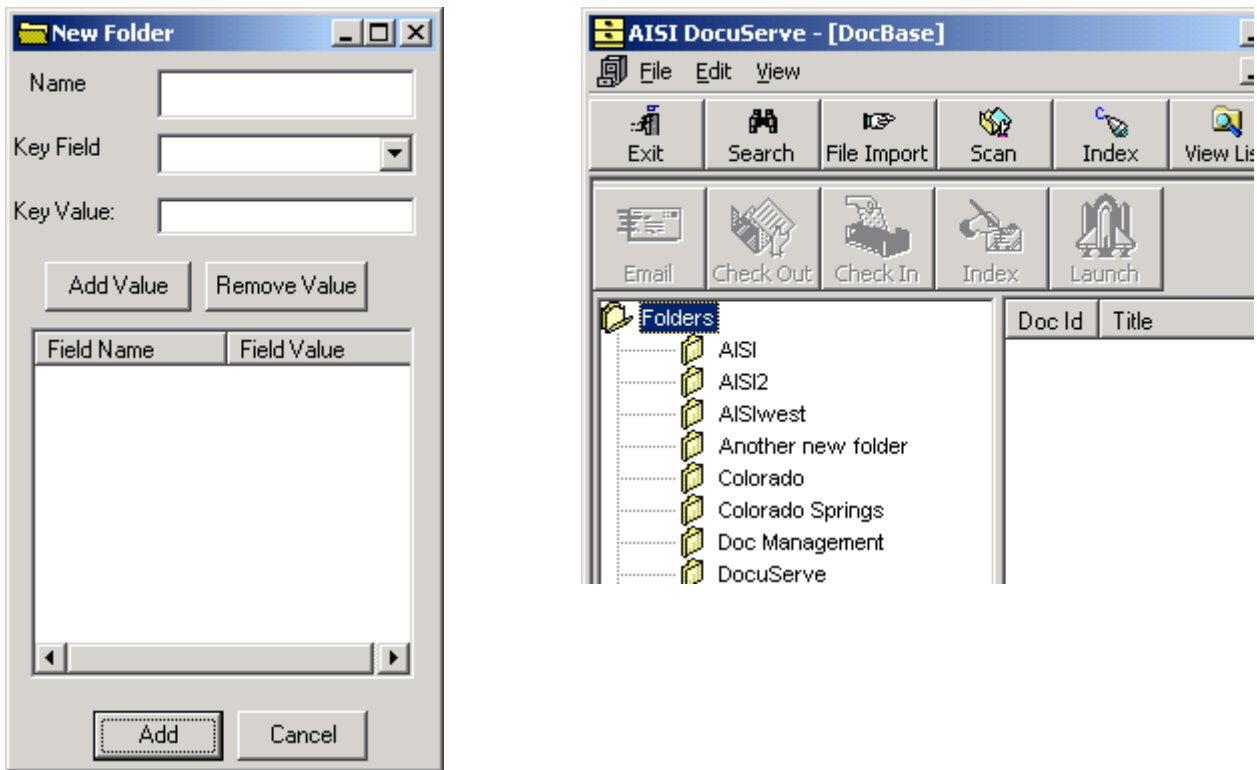 New Folder
Name
Key Field
Key Value:
Add Value Remove Value
Field Name Field Value
Add Cancel
AISI DocuServe - [DocBase]
File Edit View
Exit Search File Import Scan Index View Lis
Email Check Out Check In Index Launch
Folders
Doc Id Title
AISI
AISI2
AISIwest
Another new folder
Colorado
Colorado Springs
Doc Management
DocuServe